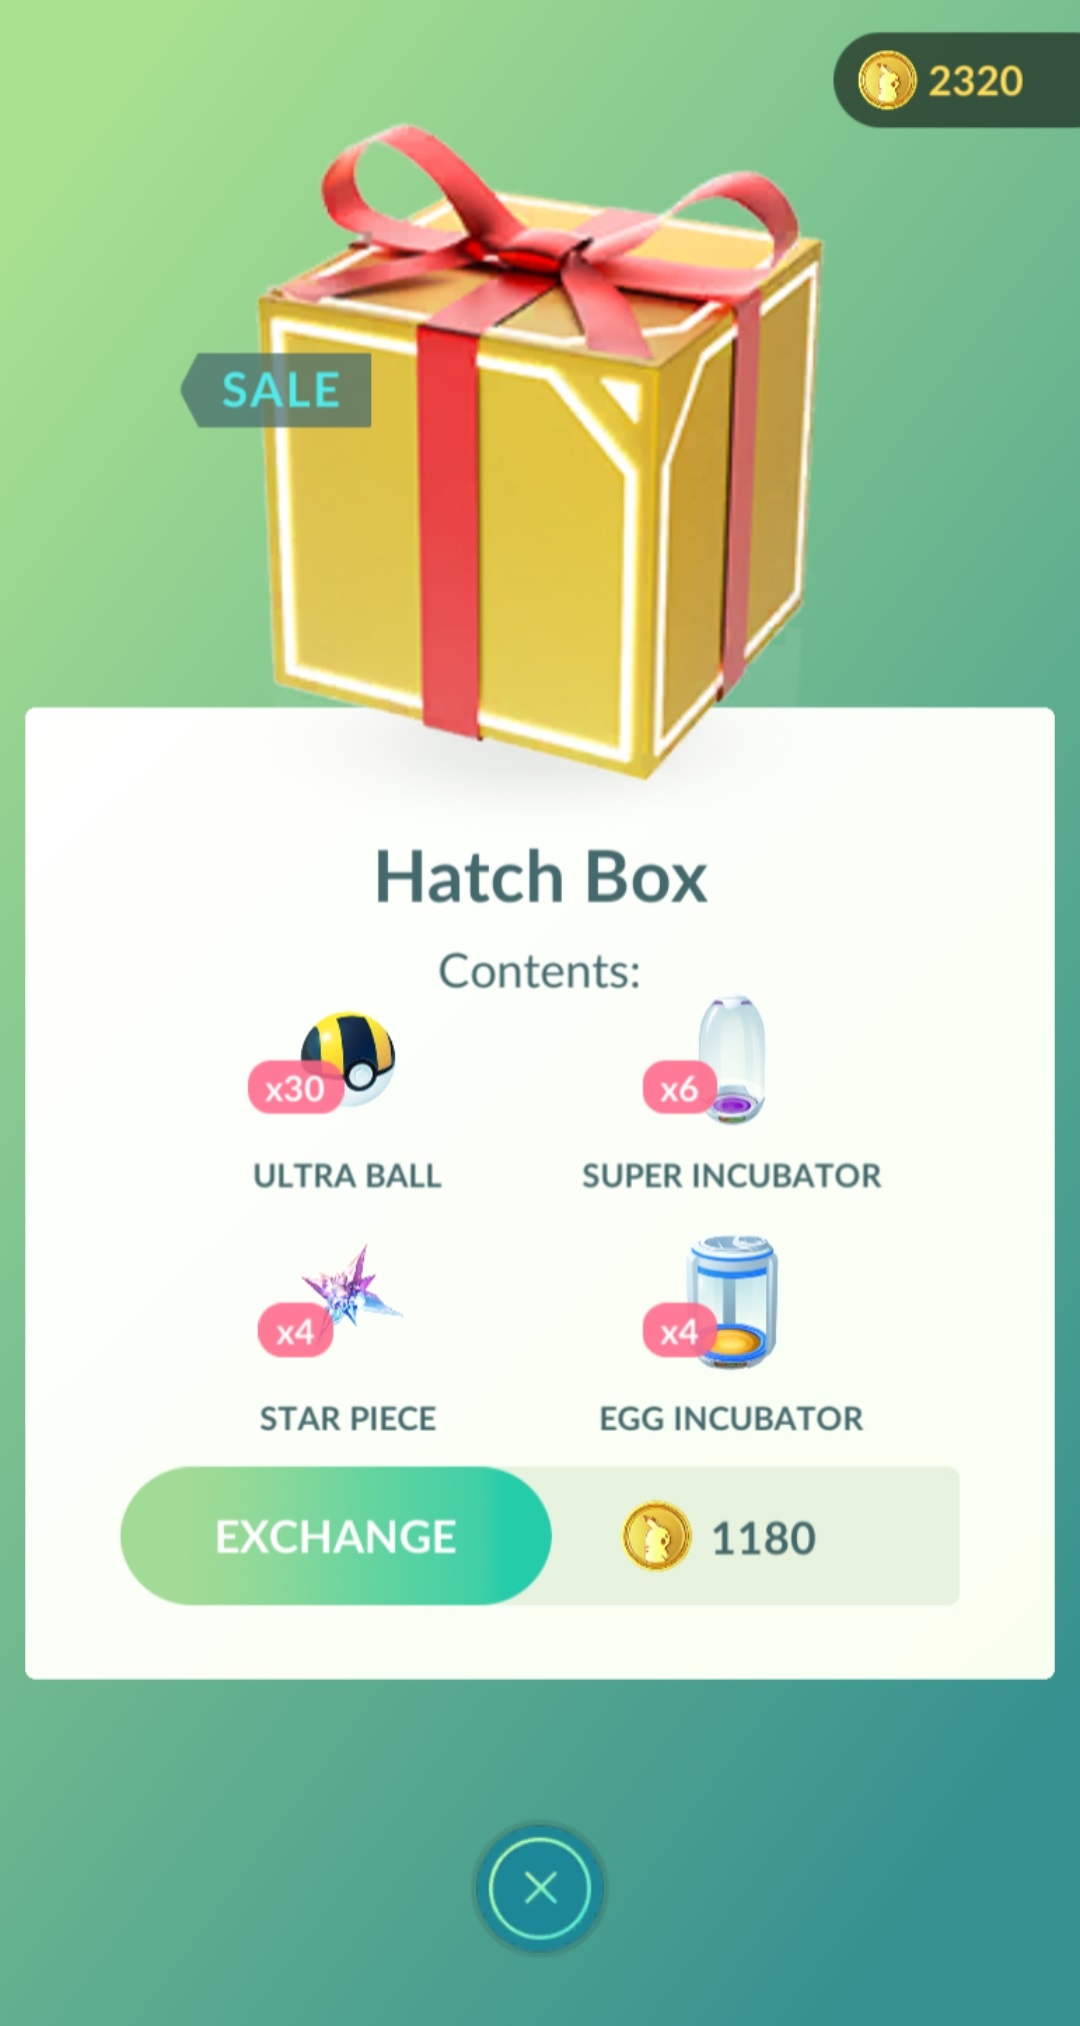 2320
SALE
Hatch Box
Contents:
x30
ULTRA BALL
x6
SUPER INCUBATOR
x4
STAR PIECE
x4
EGG INCUBATOR
EXCHANGE
1180